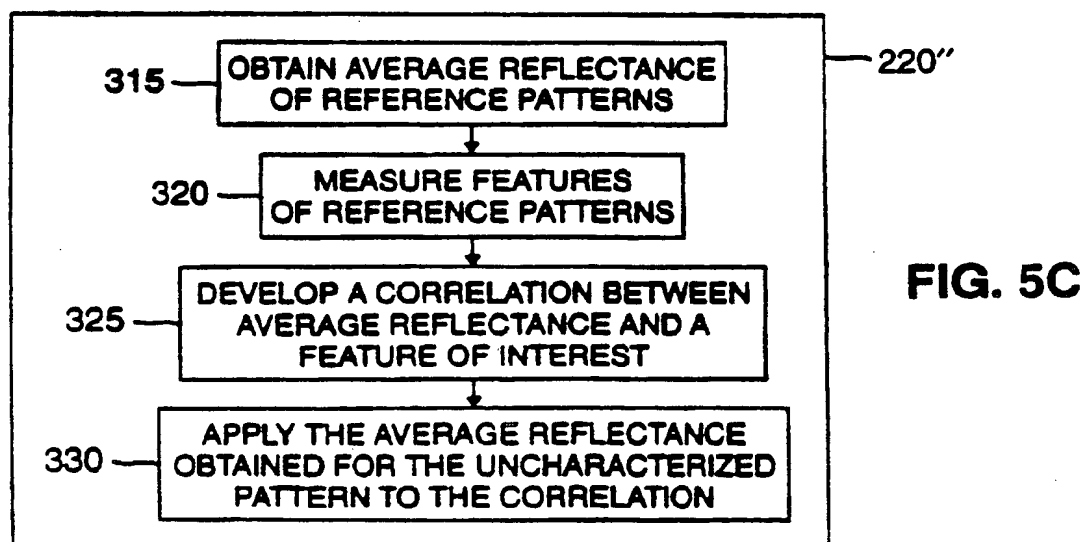 315
OBTAIN AVERAGE REFLECTANCE
OF REFERENCE PATTERNS
220″
320
MEASURE FEATURES
OF REFERENCE PATTERNS
325
DEVELOP A CORRELATION BETWEEN
AVERAGE REFLECTANCE AND A
FEATURE OF INTEREST
FIG. 5C
330
APPLY THE AVERAGE REFLECTANCE
OBTAINED FOR THE UNCHARACTERIZED
PATTERN TO THE CORRELATION